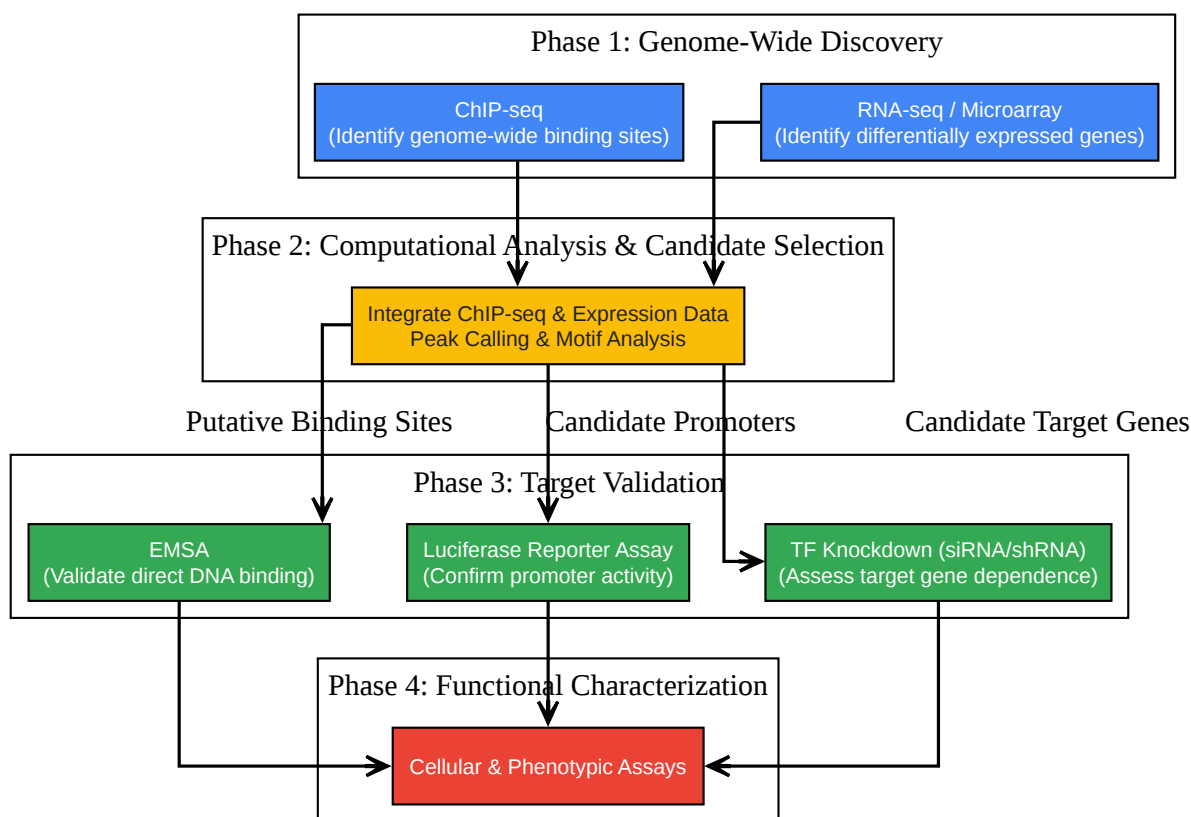 Phase 1: Genome-Wide Discovery
ChIP-seq
(Identify genome-wide binding sites)
RNA-seq / Microarray
(Identify differentially expressed genes)
Phase 2: Computational Analysis & Candidate Selection
Integrate ChIP-seq & Expression Data
Peak Calling & Motif Analysis
Putative Binding Sites
Candidate Promoters
Candidate Target Genes
Phase 3: Target Validation
EMSA
(Validate direct DNA binding)
Luciferase Reporter Assay
(Confirm promoter activity)
TF Knockdown (siRNA/shRNA)
(Assess target gene dependence)
Phase 4: Functional Characterization
Cellular & Phenotypic Assays